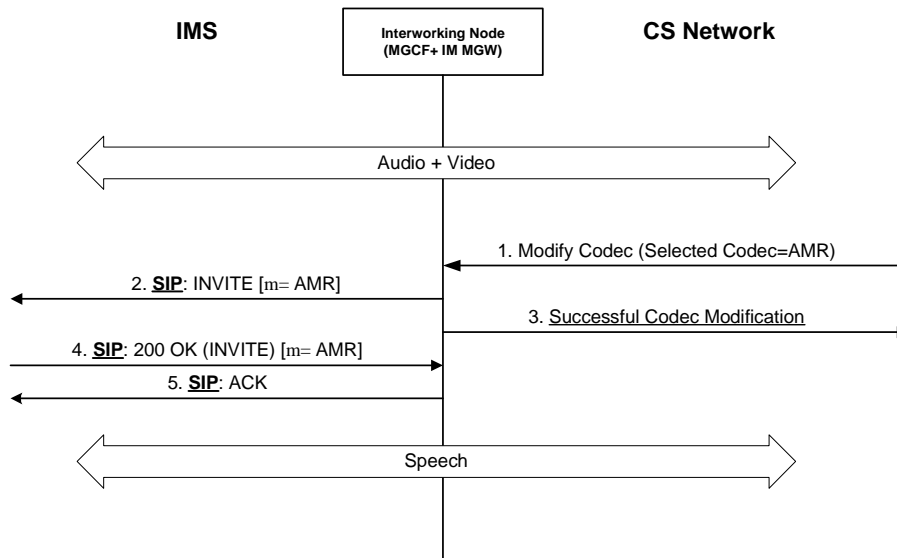 IMS
Interworking Node
(MGCF+ IM MGW)
CS Network
Audio + Video
1. Modify Codec (Selected Codec=AMR)
2. SIP: INVITE [m= AMR]
3. Successful Codec Modification
4. SIP: 200 OK (INVITE) [m= AMR]
5. SIP: ACK
Speech